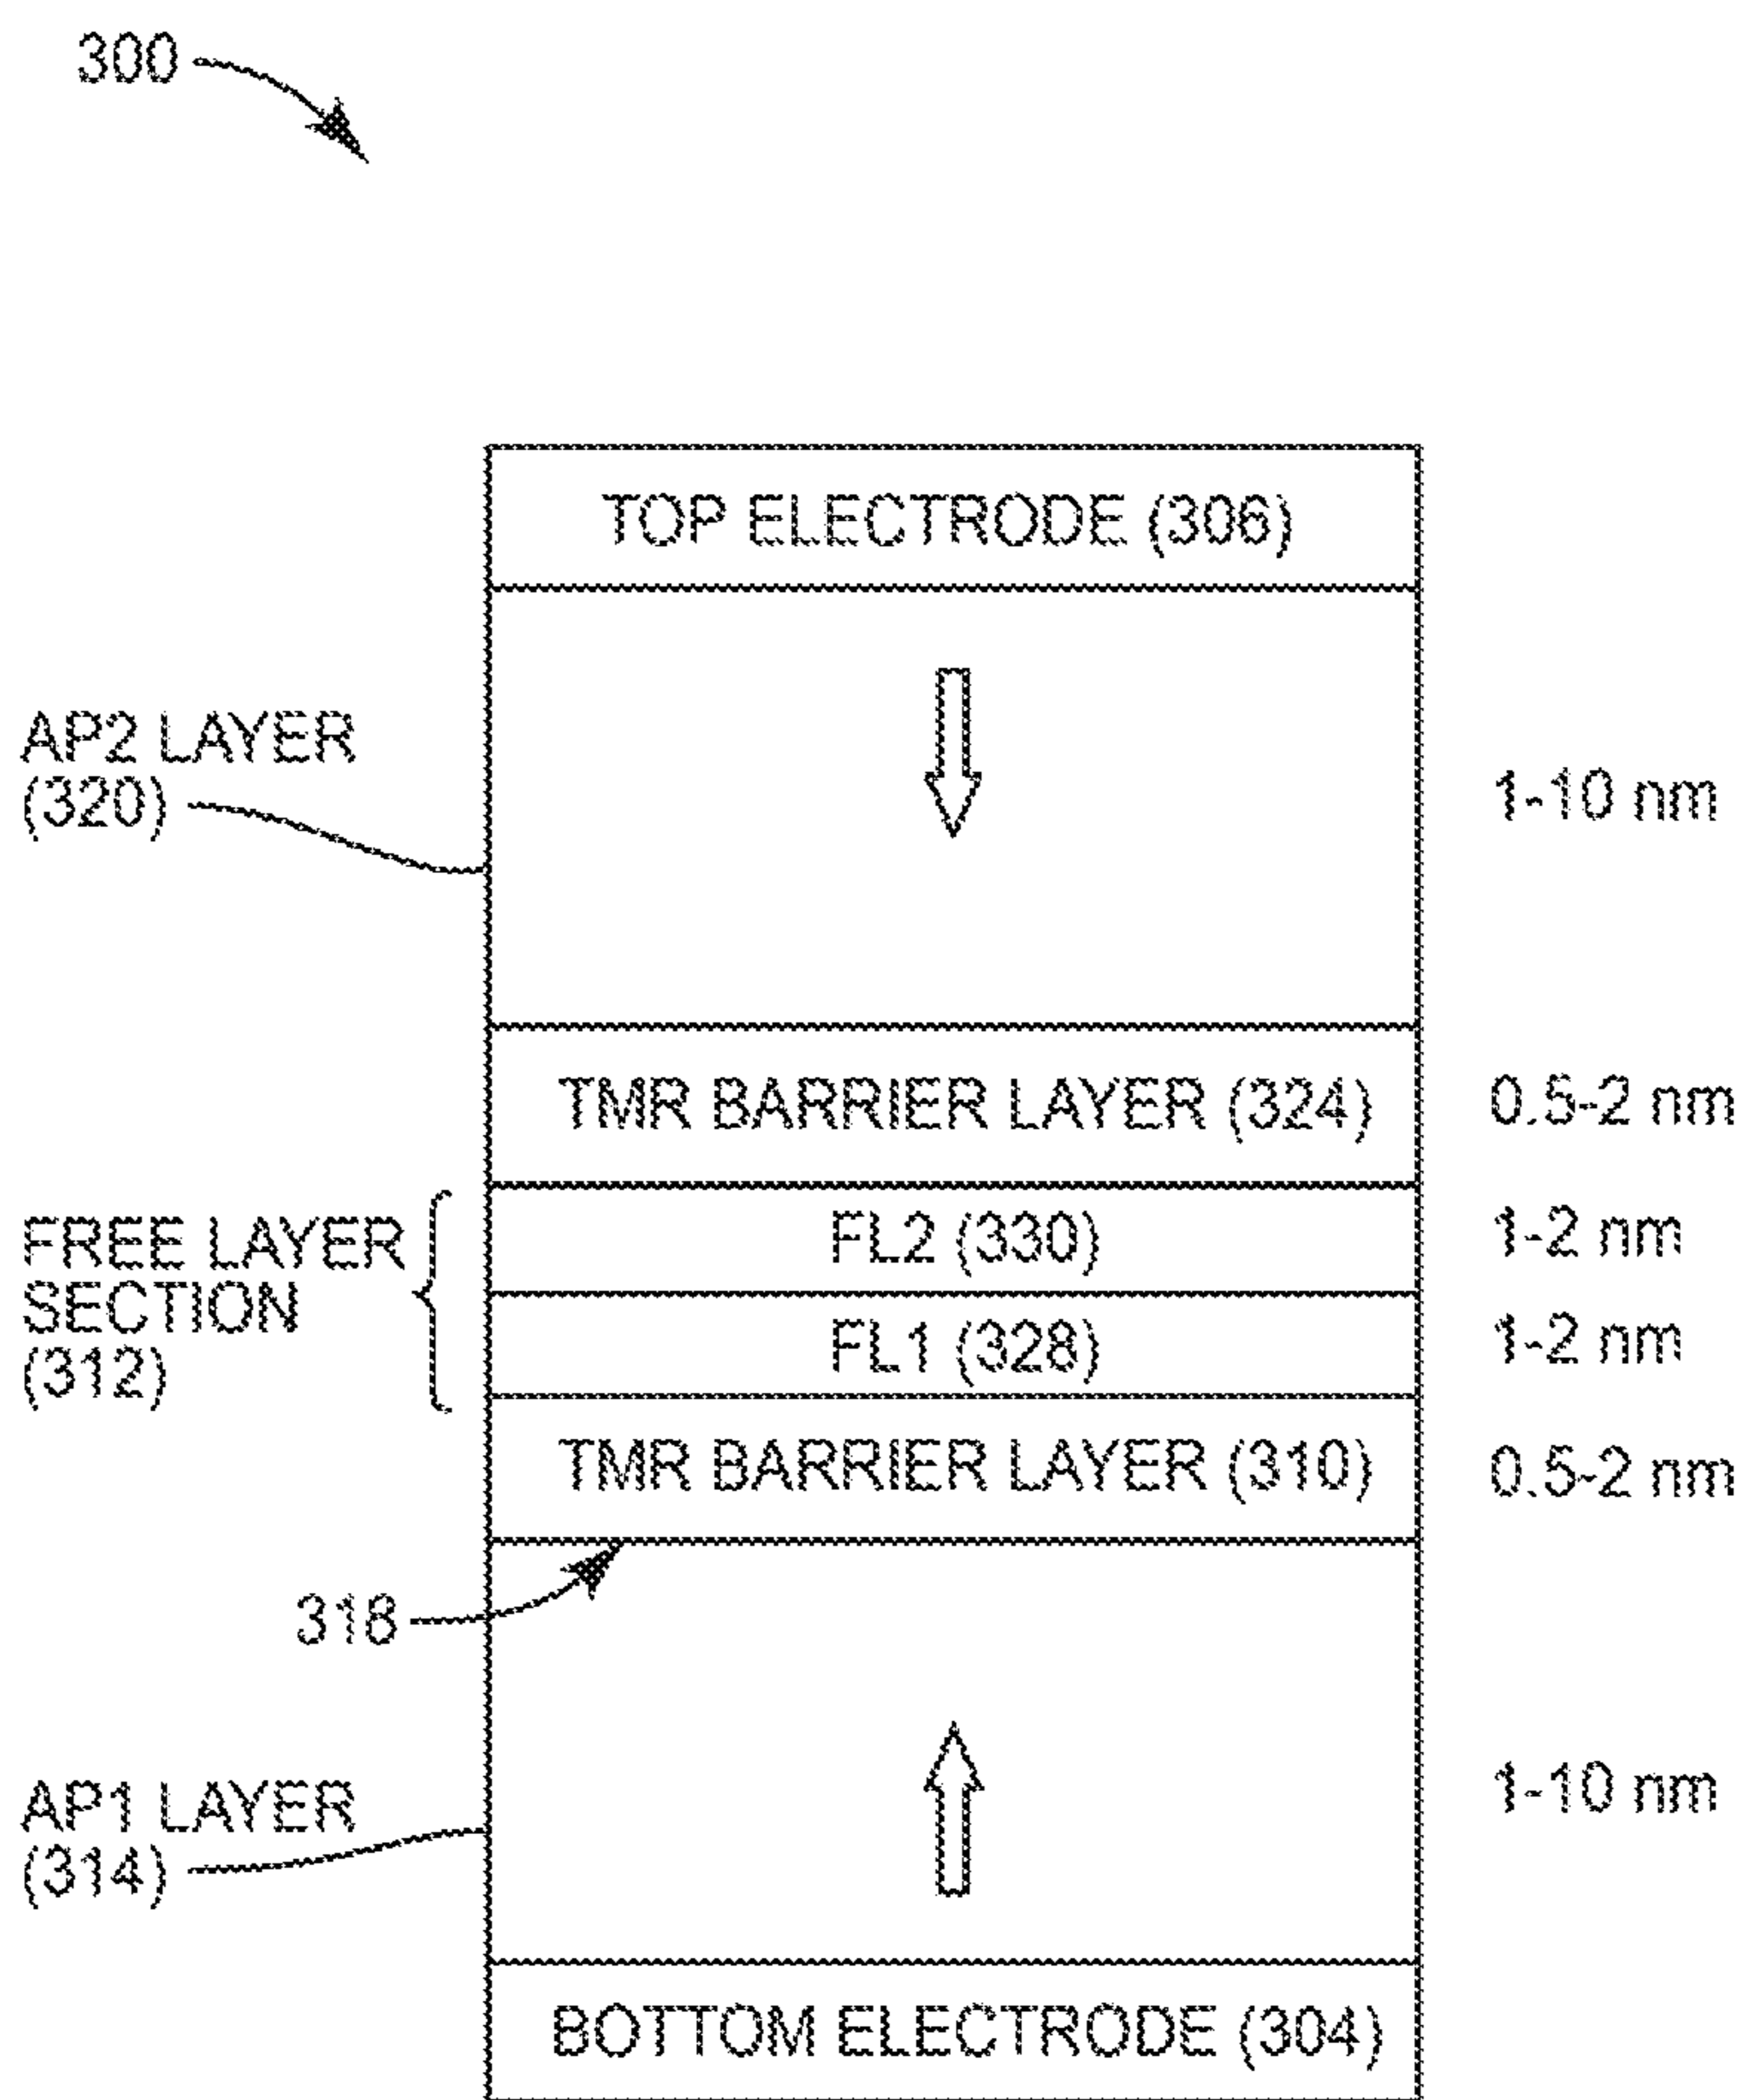 300
TOP ELECTRODE (306)
AP2 LAYER
(320)
1-10 nm
TMR BARRIER LAYER (324)
0.5-2 nm
FREE LAYER
SECTION
(312)
FL2 (330)
1-2 nm
FL1 (328)
1-2 nm
TMR BARRIER LAYER (310)
0.5-2 nm
318
AP1 LAYER
(314)
1-10 nm
BOTTOM ELECTRODE (304)